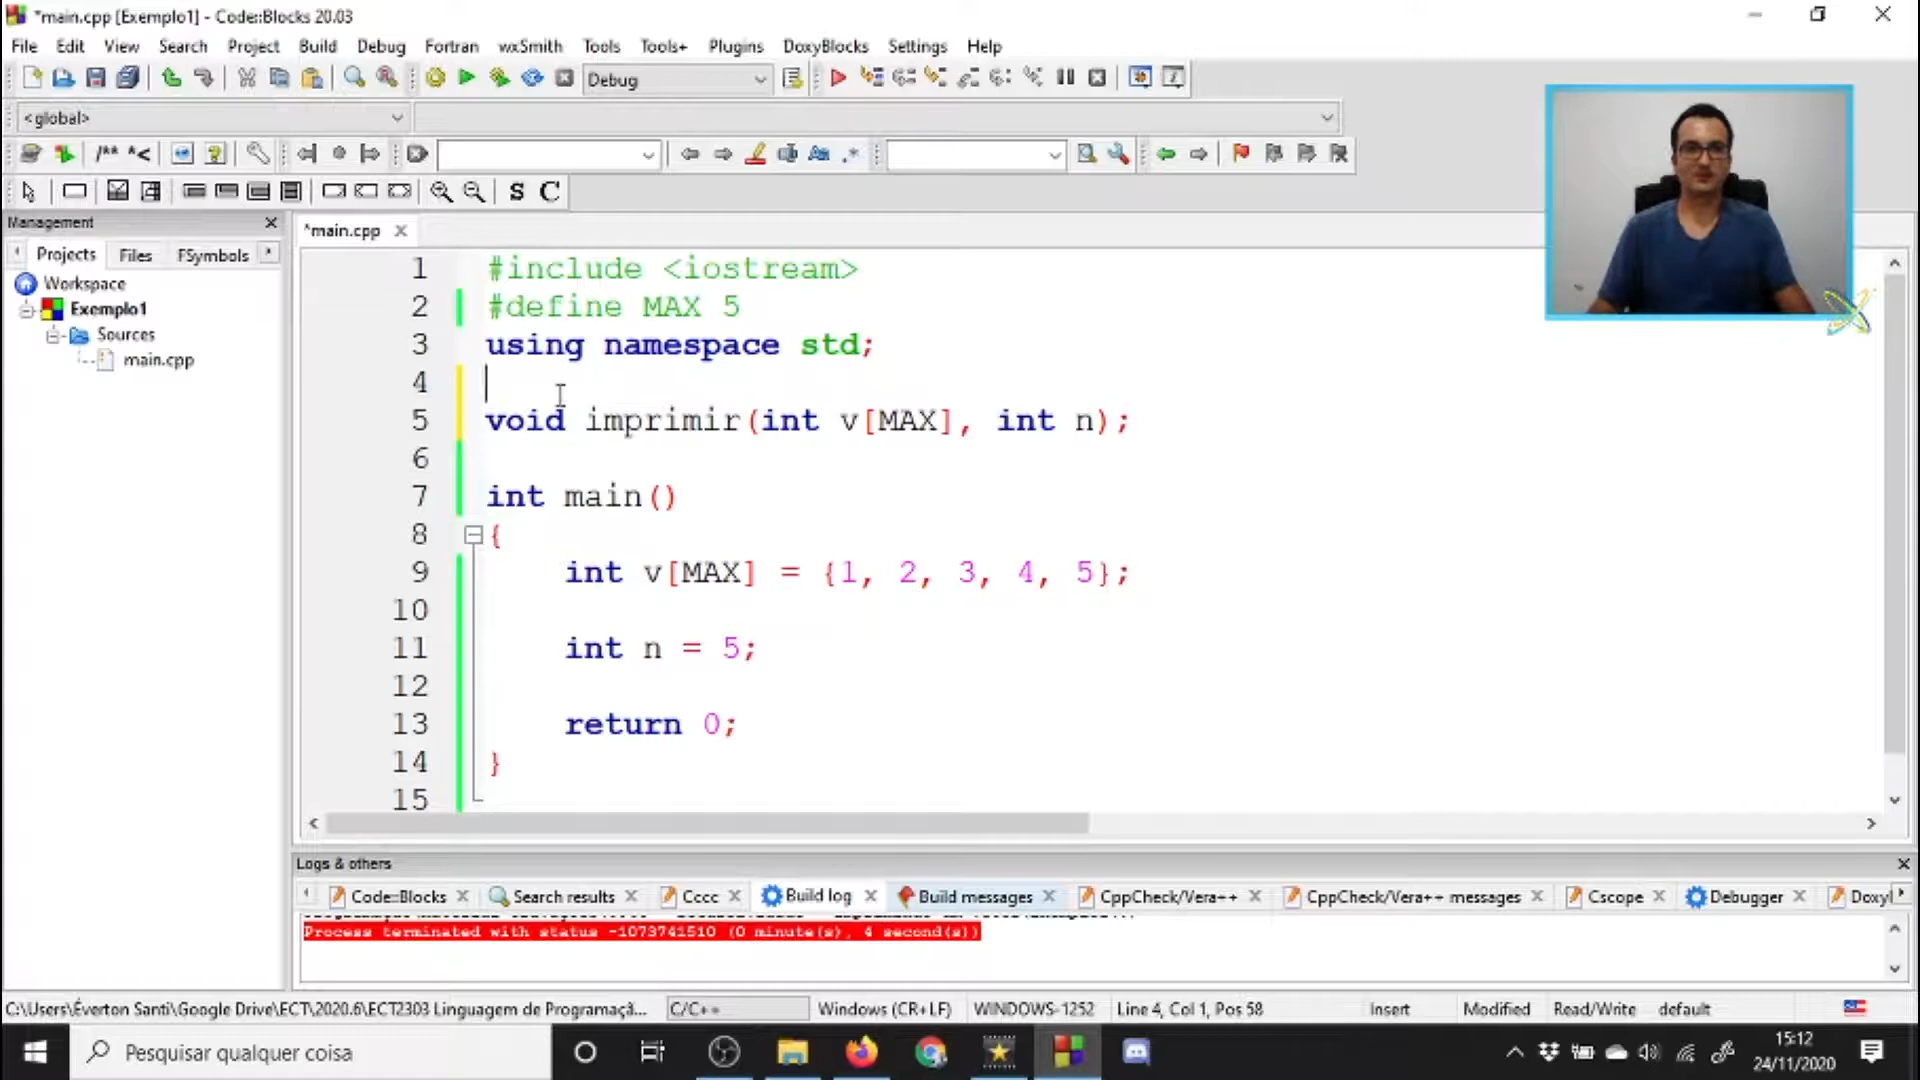 *main.cpp [Exemplo1] - Code::Blocks 20.03
File Edit View Search Project Build Debug Fortran wxSmith Tools Tools+ Plugins DoxyBlocks Settings Help
Debug
<global>
/** *<
S C
Management
Projects Files FSymbols
*main.cpp
Workspace
Exemplo1
Sources
main.cpp
1 #include <iostream>
2 #define MAX 5
3 using namespace std;
4
5 void imprimir(int v[MAX], int n);
6
7 int main()
8 {
9 int v[MAX] = {1, 2, 3, 4, 5};
10
11 int n = 5;
12
13 return 0;
14 }
15
Logs & others
Code::Blocks Search results Cccc Build log Build messages CppCheck/Vera++ CppCheck/Vera++ messages Cscope Debugger Doxyl
Process terminated with status -1073741510 (0 minute(s), 4 second(s))
C:\Users\Éverton Santi\Google Drive\ECT\2020.6\ECT2303 Linguagem de Programaçã... C/C++ Windows (CR+LF) WINDOWS-1252 Line 4, Col 1, Pos 58 Insert Modified Read/Write default
Pesquisar qualquer coisa
15:12
24/11/2020